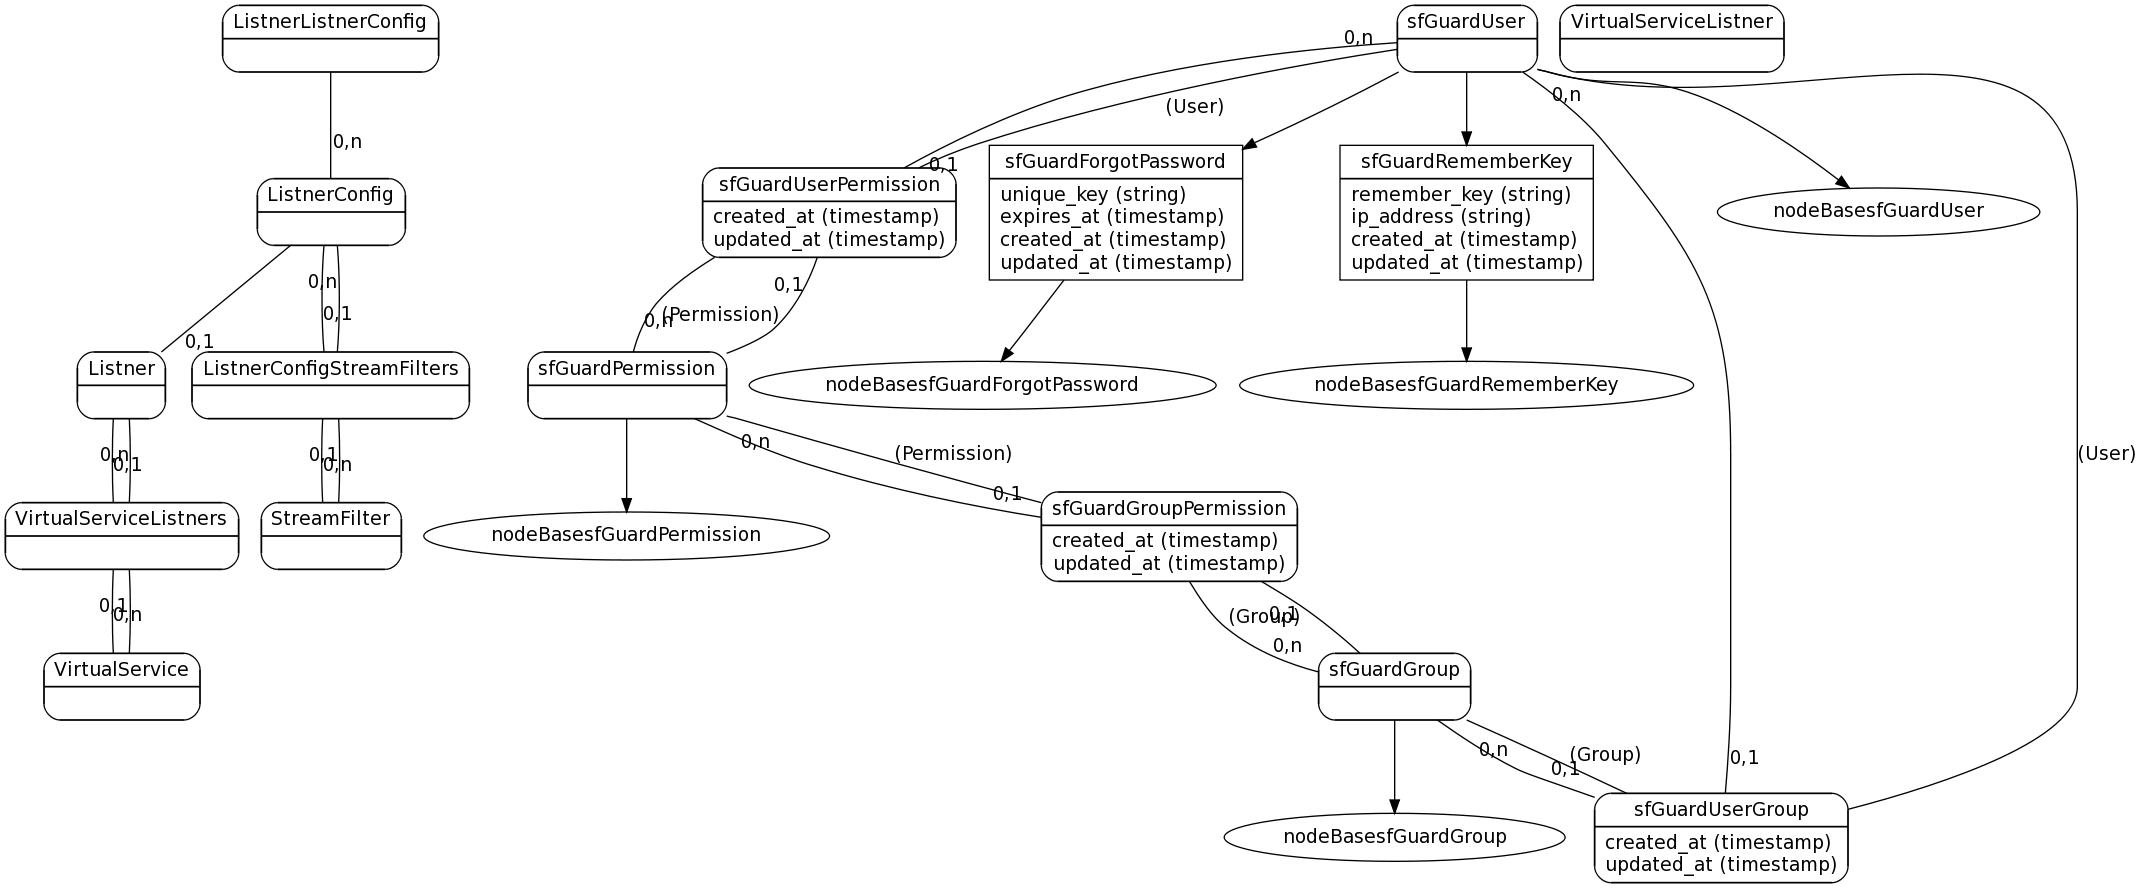 ListnerListnerConfig
sfGuardUser
VirtualServiceListner
0,n
0,n
(User)
0,n
0,1
sfGuardForgotPassword
unique_key (string)
expires_at (timestamp)
created_at (timestamp)
updated_at (timestamp)
sfGuardRememberKey
remember_key (string)
ip_address (string)
created_at (timestamp)
updated_at (timestamp)
ListnerConfig
sfGuardUserPermission
created_at (timestamp)
updated_at (timestamp)
nodeBasesfGuardUser
0,n
0,1
0,1
0,n
(Permission)
0,1
Listner
ListnerConfigStreamFilters
sfGuardPermission
nodeBasesfGuardForgotPassword
nodeBasesfGuardRememberKey
0,n
0,1
0,1
0,n
0,n
(Permission)
0,1
(User)
VirtualServiceListners
StreamFilter
nodeBasesfGuardPermission
sfGuardGroupPermission
created_at (timestamp)
updated_at (timestamp)
0,1
0,n
(Group)
0,1
0,n
VirtualService
sfGuardGroup
0,n
0,1
(Group)
0,1
nodeBasesfGuardGroup
sfGuardUserGroup
created_at (timestamp)
updated_at (timestamp)